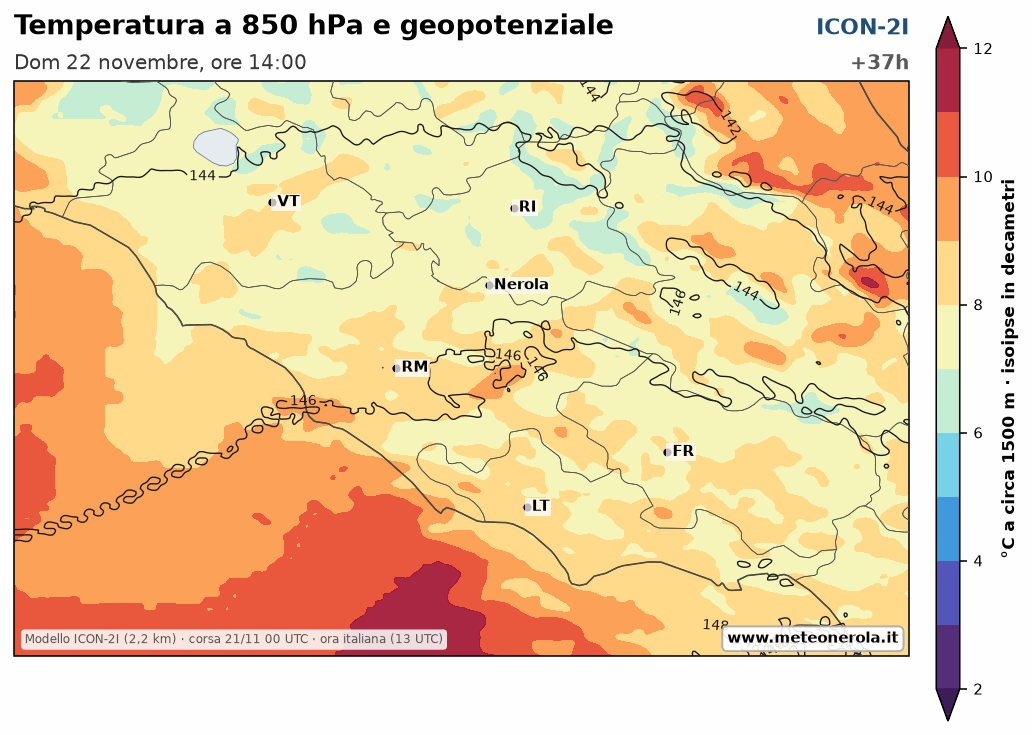 Temperatura a 850 hPa e geopotenziale
ICON-2I
Dom 22 novembre, ore 14:00
+37h
144
142
144
VT
RI
144
Nerola
144
146
146
146
RM
146
FR
LT
148
Modello ICON-2I (2,2 km) · corsa 21/11 00 UTC · ora italiana (13 UTC)
www.meteonerola.it
12
10
8
6
4
2
°C a circa 1500 m · isoipse in decametri